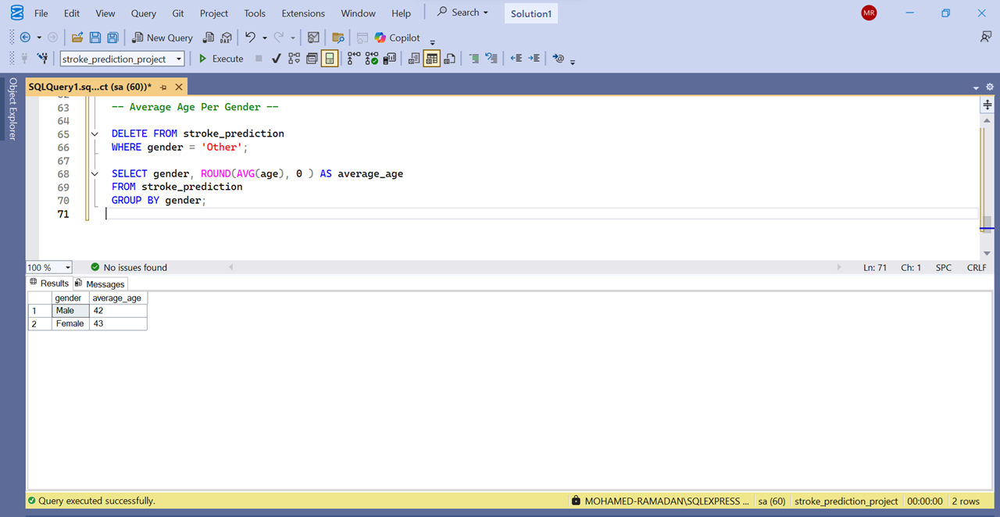 File Edit View Query Git Project Tools Extensions Window Help Search Solution1 MR
New Query DAX Copilot
stroke_prediction_project Execute
Object Explorer
SQLQuery1.sq...ct (sa (60))*
63 -- Average Age Per Gender --
64
65 DELETE FROM stroke_prediction
66 WHERE gender = 'Other';
67
68 SELECT gender, ROUND(AVG(age), 0 ) AS average_age
69 FROM stroke_prediction
70 GROUP BY gender;
71
100 % No issues found Ln: 71 Ch: 1 SPC CRLF
Results Messages
gender average_age
1 Male 42
2 Female 43
Query executed successfully. MOHAMED-RAMADAN\SQLEXPRESS ... sa (60) stroke_prediction_project 00:00:00 2 rows